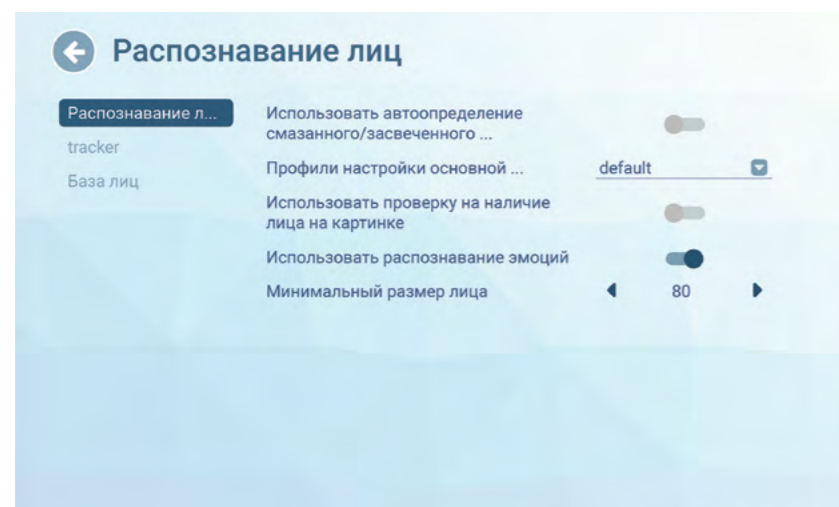 Распознавание лиц
Распознавание л...
tracker
База лиц
Использовать автоопределение
смазанного/засвеченного ...
Профили настройки основной ...
default
Использовать проверку на наличие
лица на картинке
Использовать распознавание эмоций
Минимальный размер лица
80